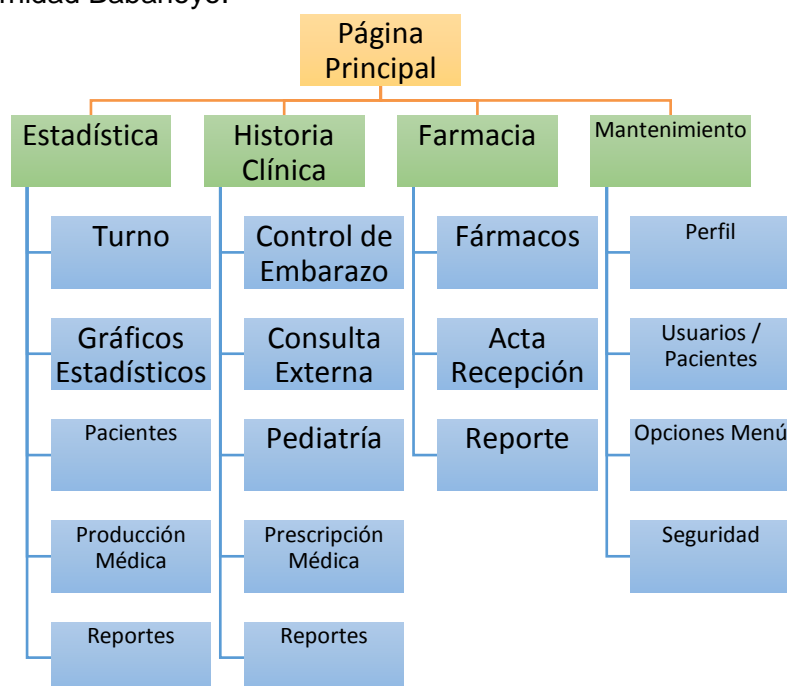 Babahoyo.
Página
Principal
Estadística
Historia
Clínica
Farmacia
Mantenimiento
Turno
Control de
Embarazo
Fármacos
Perfil
Gráficos
Estadísticos
Consulta
Externa
Acta
Recepción
Usuarios /
Pacientes
Pacientes
Pediatría
Reporte
Opciones Menú
Producción
Médica
Prescripción
Médica
Seguridad
Reportes
Reportes